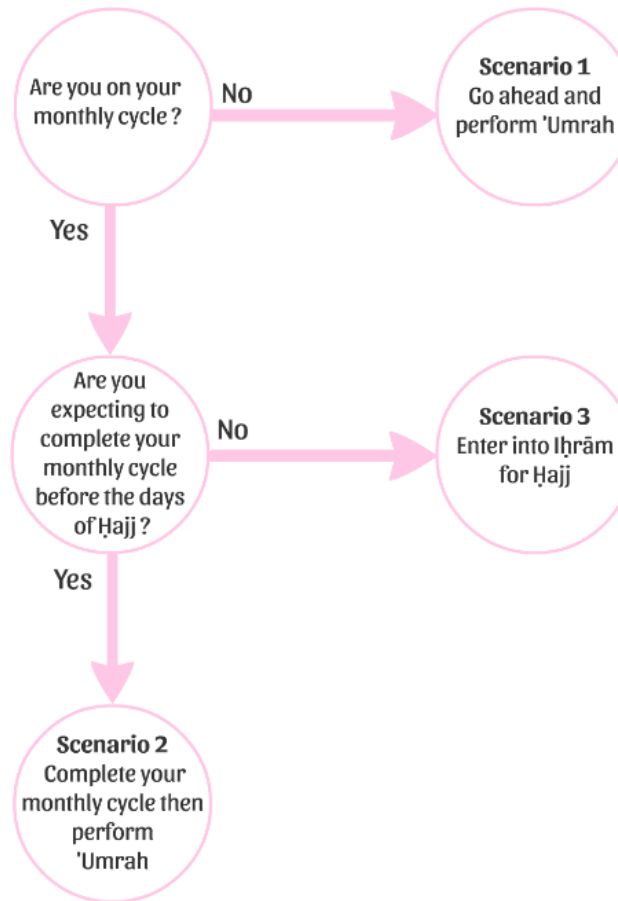 Are you on your
monthly cycle ?
No
Scenario 1
Go ahead and
perform 'Umrah
Yes
Are you
expecting to
complete your
monthly cycle
before the days
of Ḥajj ?
No
Scenario 3
Enter into Iḥrām
for Ḥajj
Yes
Scenario 2
Complete your
monthly cycle then
perform
'Umrah